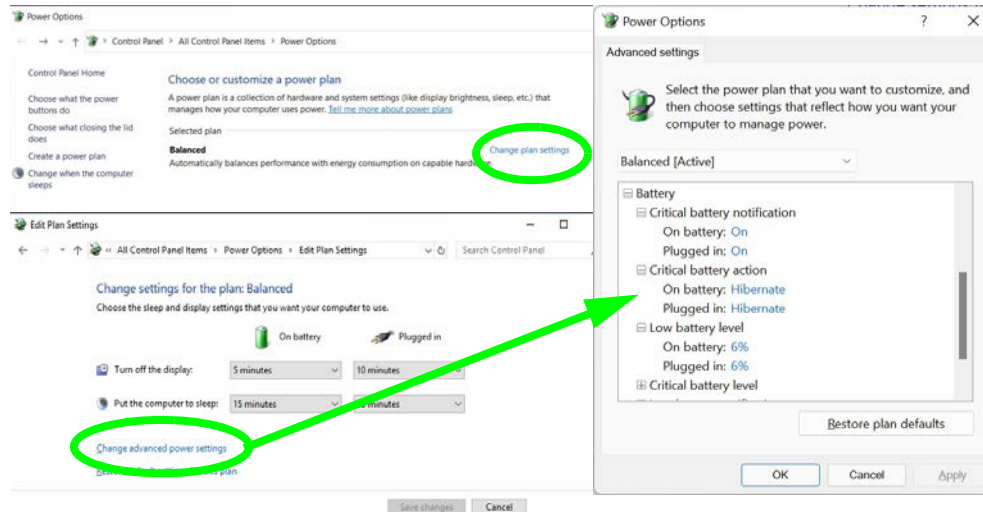 Power Options
Control Panel > All Control Panel Items > Power Options
Control Panel Home
Choose what the power
buttons do
Choose what closing the lid
does
Create a power plan
Change when the computer
sleeps
Choose or customize a power plan
A power plan is a collection of hardware and system settings (like display brightness, sleep, etc.) that
manages how your computer uses power. Tell me more about power plans
Selected plan
Balanced
Change plan settings
Automatically balances performance with energy consumption on capable hardware.
Edit Plan Settings
« All Control Panel Items > Power Options > Edit Plan Settings
Search Control Panel
Change settings for the plan: Balanced
Choose the sleep and display settings that you want your computer to use.
On battery
Plugged in
Turn off the display:
5 minutes
10 minutes
Put the computer to sleep:
15 minutes
minutes
Change advanced power settings
plan
Save changes
Cancel
Power Options
?
Advanced settings
Select the power plan that you want to customize, and
then choose settings that reflect how you want your
computer to manage power.
Balanced [Active]
Battery
Critical battery notification
On battery: On
Plugged in: On
Critical battery action
On battery: Hibernate
Plugged in: Hibernate
Low battery level
On battery: 6%
Plugged in: 6%
Critical battery level
Restore plan defaults
OK
Cancel
Apply